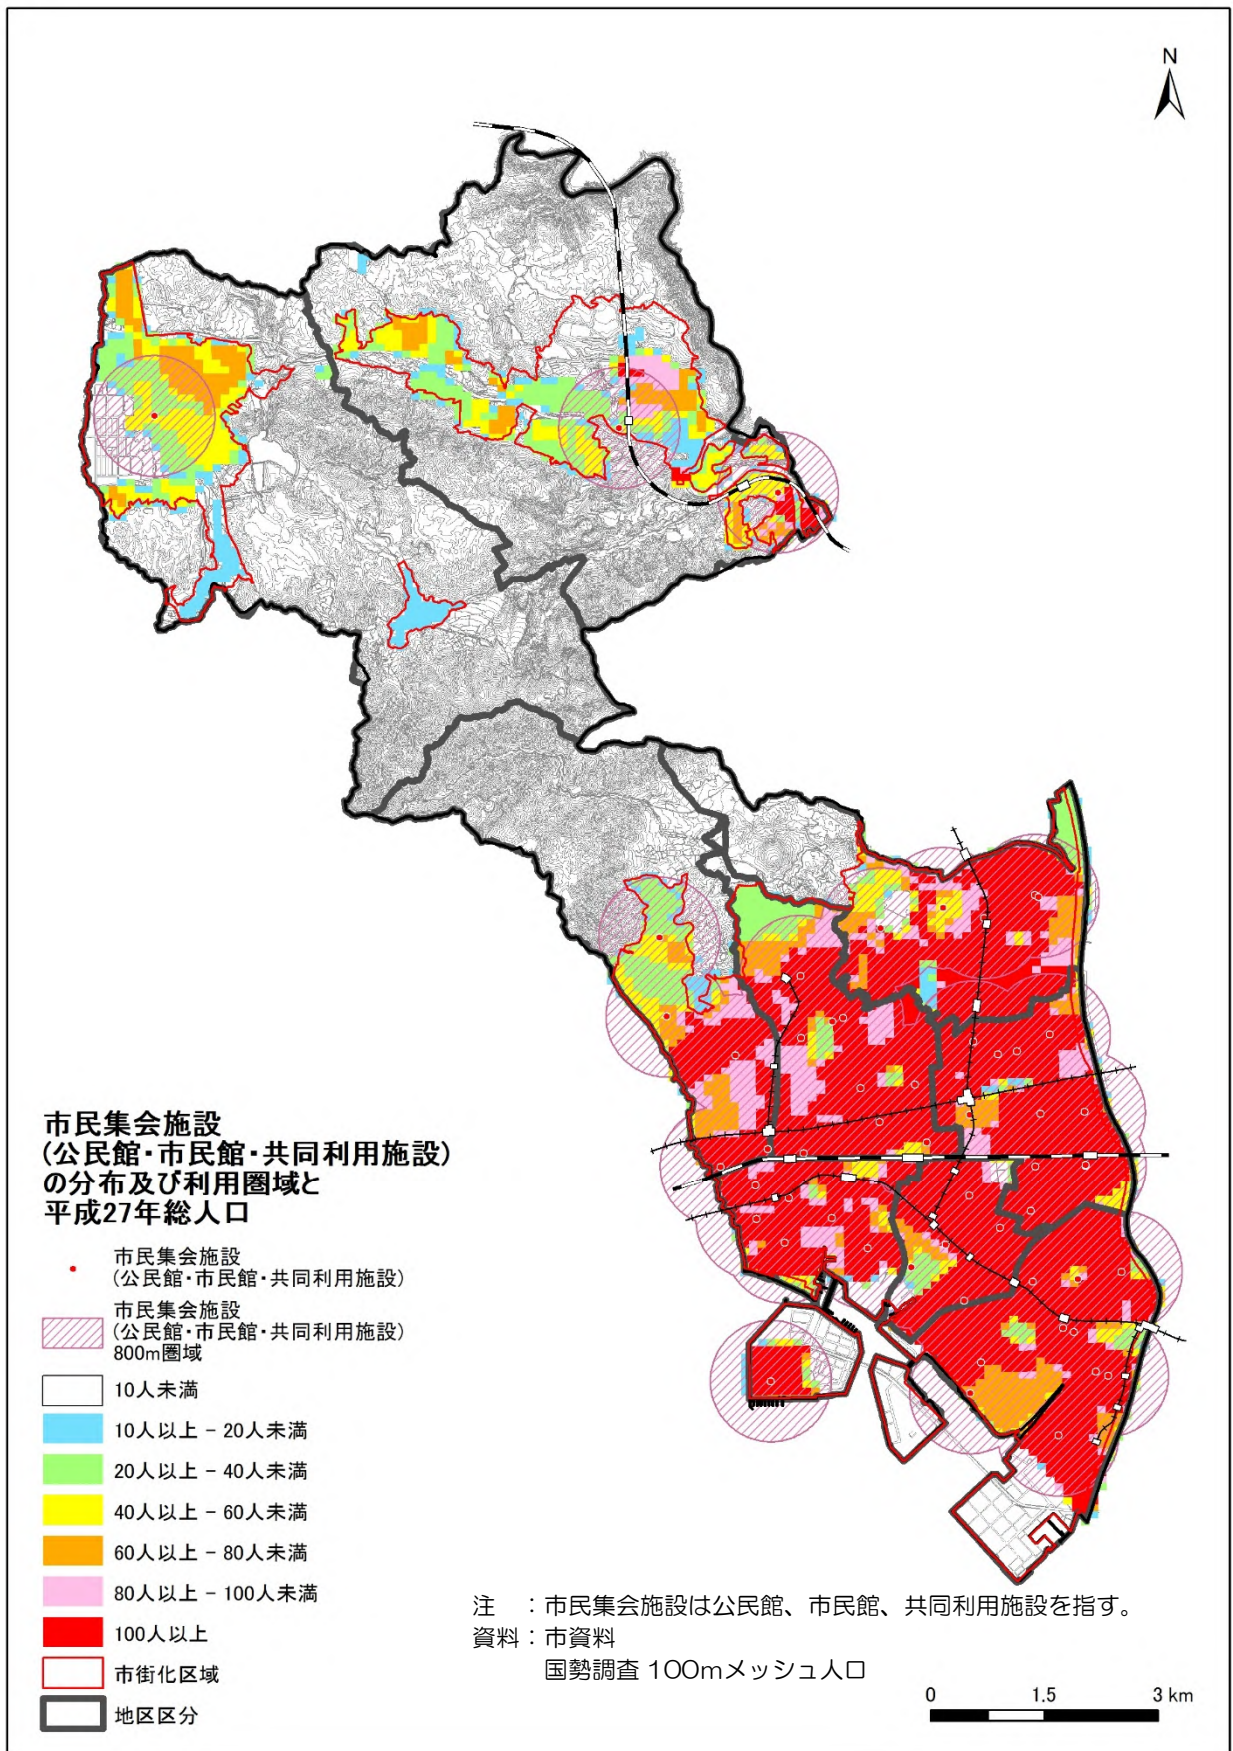 N
市民集会施設
(公民館・市民館・共同利用施設)
の分布及び利用圏域と
平成27年総人口
市民集会施設
(公民館・市民館・共同利用施設)
市民集会施設
(公民館・市民館・共同利用施設)
800m圏域
10人未満
10人以上 - 20人未満
20人以上 - 40人未満
40人以上 - 60人未満
60人以上 - 80人未満
80人以上 - 100人未満
100人以上
市街化区域
地区区分
注 : 市民集会施設は公民館、市民館、共同利用施設を指す。
資料 : 市資料
国勢調査 100mメッシュ人口
0 1.5 3 km